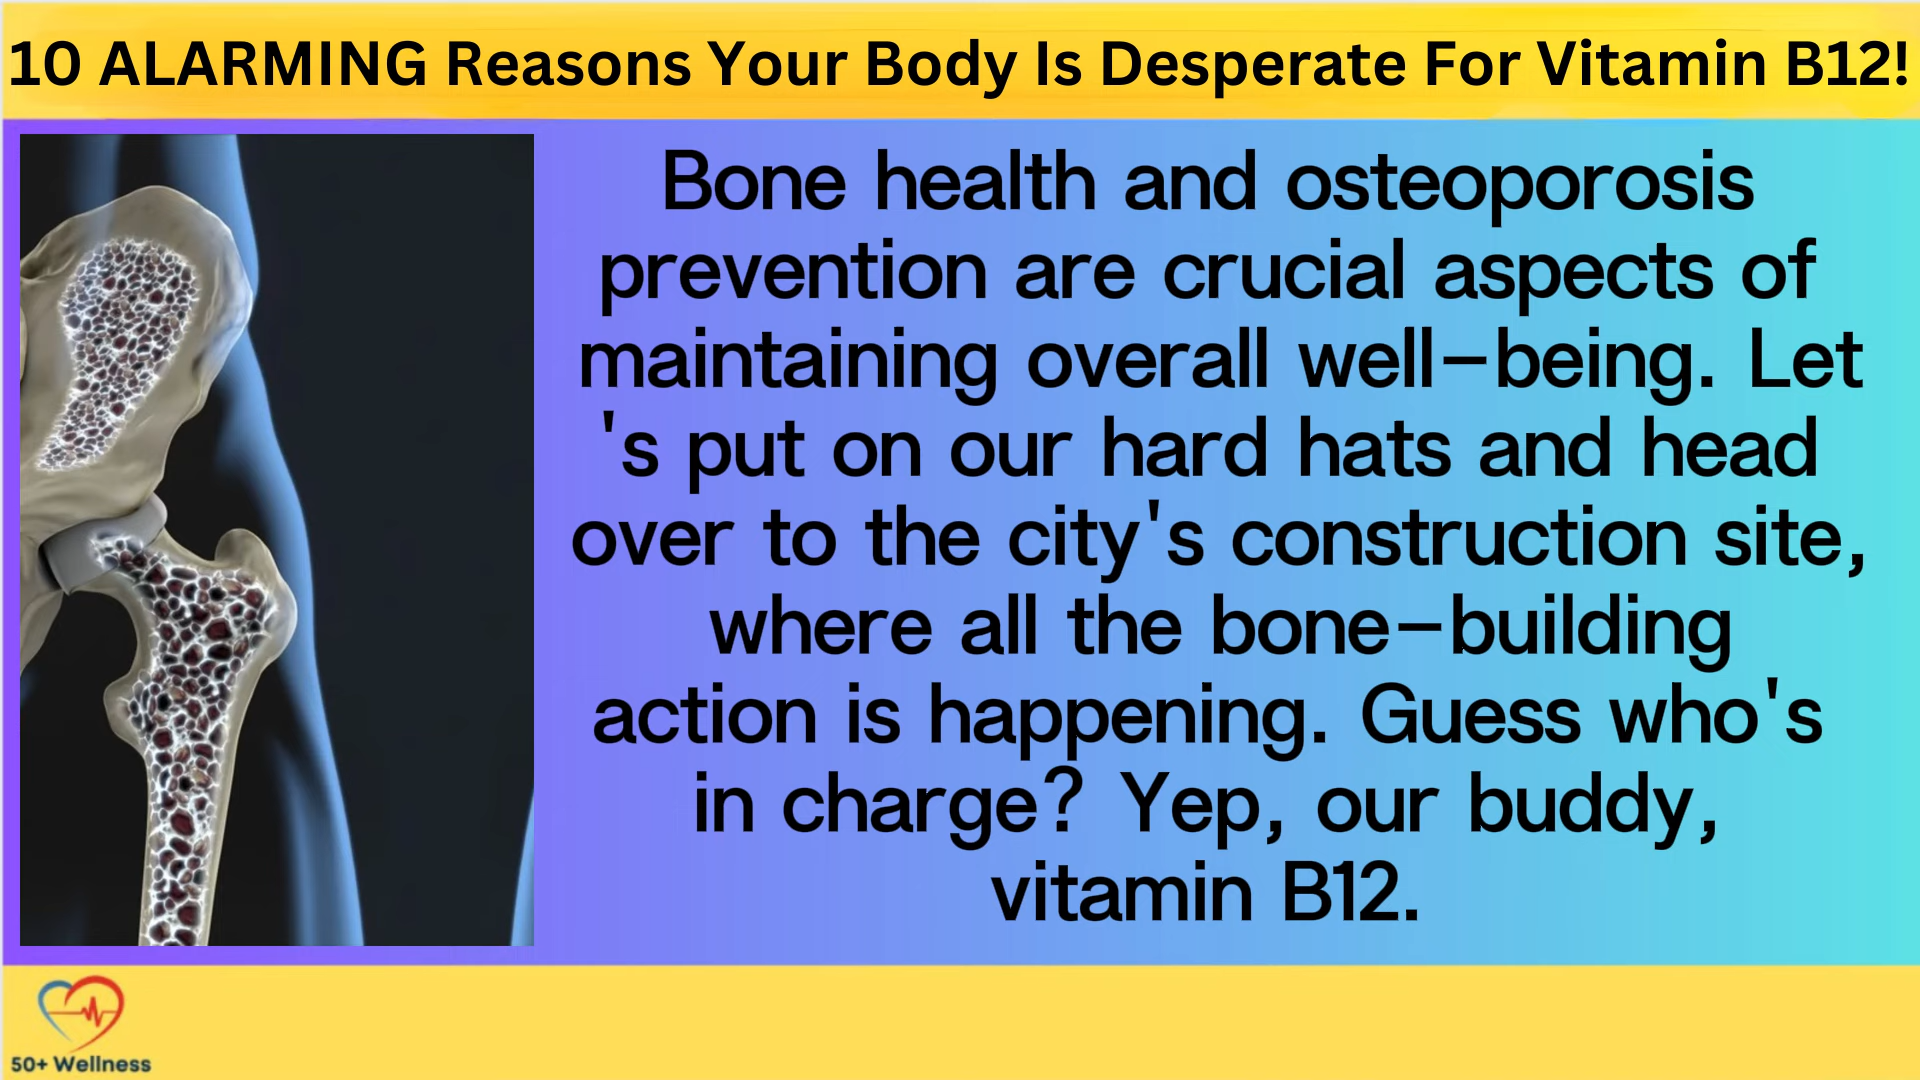 10 ALARMING Reasons Your Body Is Desperate For Vitamin B12!
Bone health and osteoporosis
prevention are crucial aspects of
maintaining overall well-being. Let
's put on our hard hats and head
over to the city's construction site,
where all the bone-building
action is happening. Guess who's
in charge? Yep, our buddy,
vitamin B12.
50+ Wellness